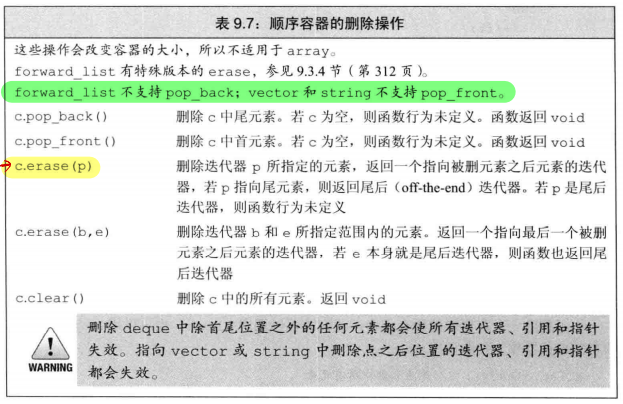 表 9.7：顺序容器的删除操作
这些操作会改变容器的大小，所以不适用于 array。
forward_list 有特殊版本的 erase，参见 9.3.4 节（第 312 页）。
forward_list 不支持 pop_back；vector 和 string 不支持 pop_front。
c.pop_back() 删除 c 中尾元素。若 c 为空，则函数行为未定义。函数返回 void
c.pop_front() 删除 c 中首元素。若 c 为空，则函数行为未定义。函数返回 void
c.erase(p) 删除迭代器 p 所指定的元素，返回一个指向被删元素之后元素的迭代
器，若 p 指向尾元素，则返回尾后（off-the-end）迭代器。若 p 是尾后
迭代器，则函数行为未定义
c.erase(b,e) 删除迭代器 b 和 e 所指定范围内的元素。返回一个指向最后一个被删
元素之后元素的迭代器，若 e 本身就是尾后迭代器，则函数也返回尾
后迭代器
c.clear() 删除 c 中的所有元素。返回 void
删除 deque 中除首尾位置之外的任何元素都会使所有迭代器、引用和指针
失效。指向 vector 或 string 中删除点之后位置的迭代器、引用和指针
都会失效。
WARNING